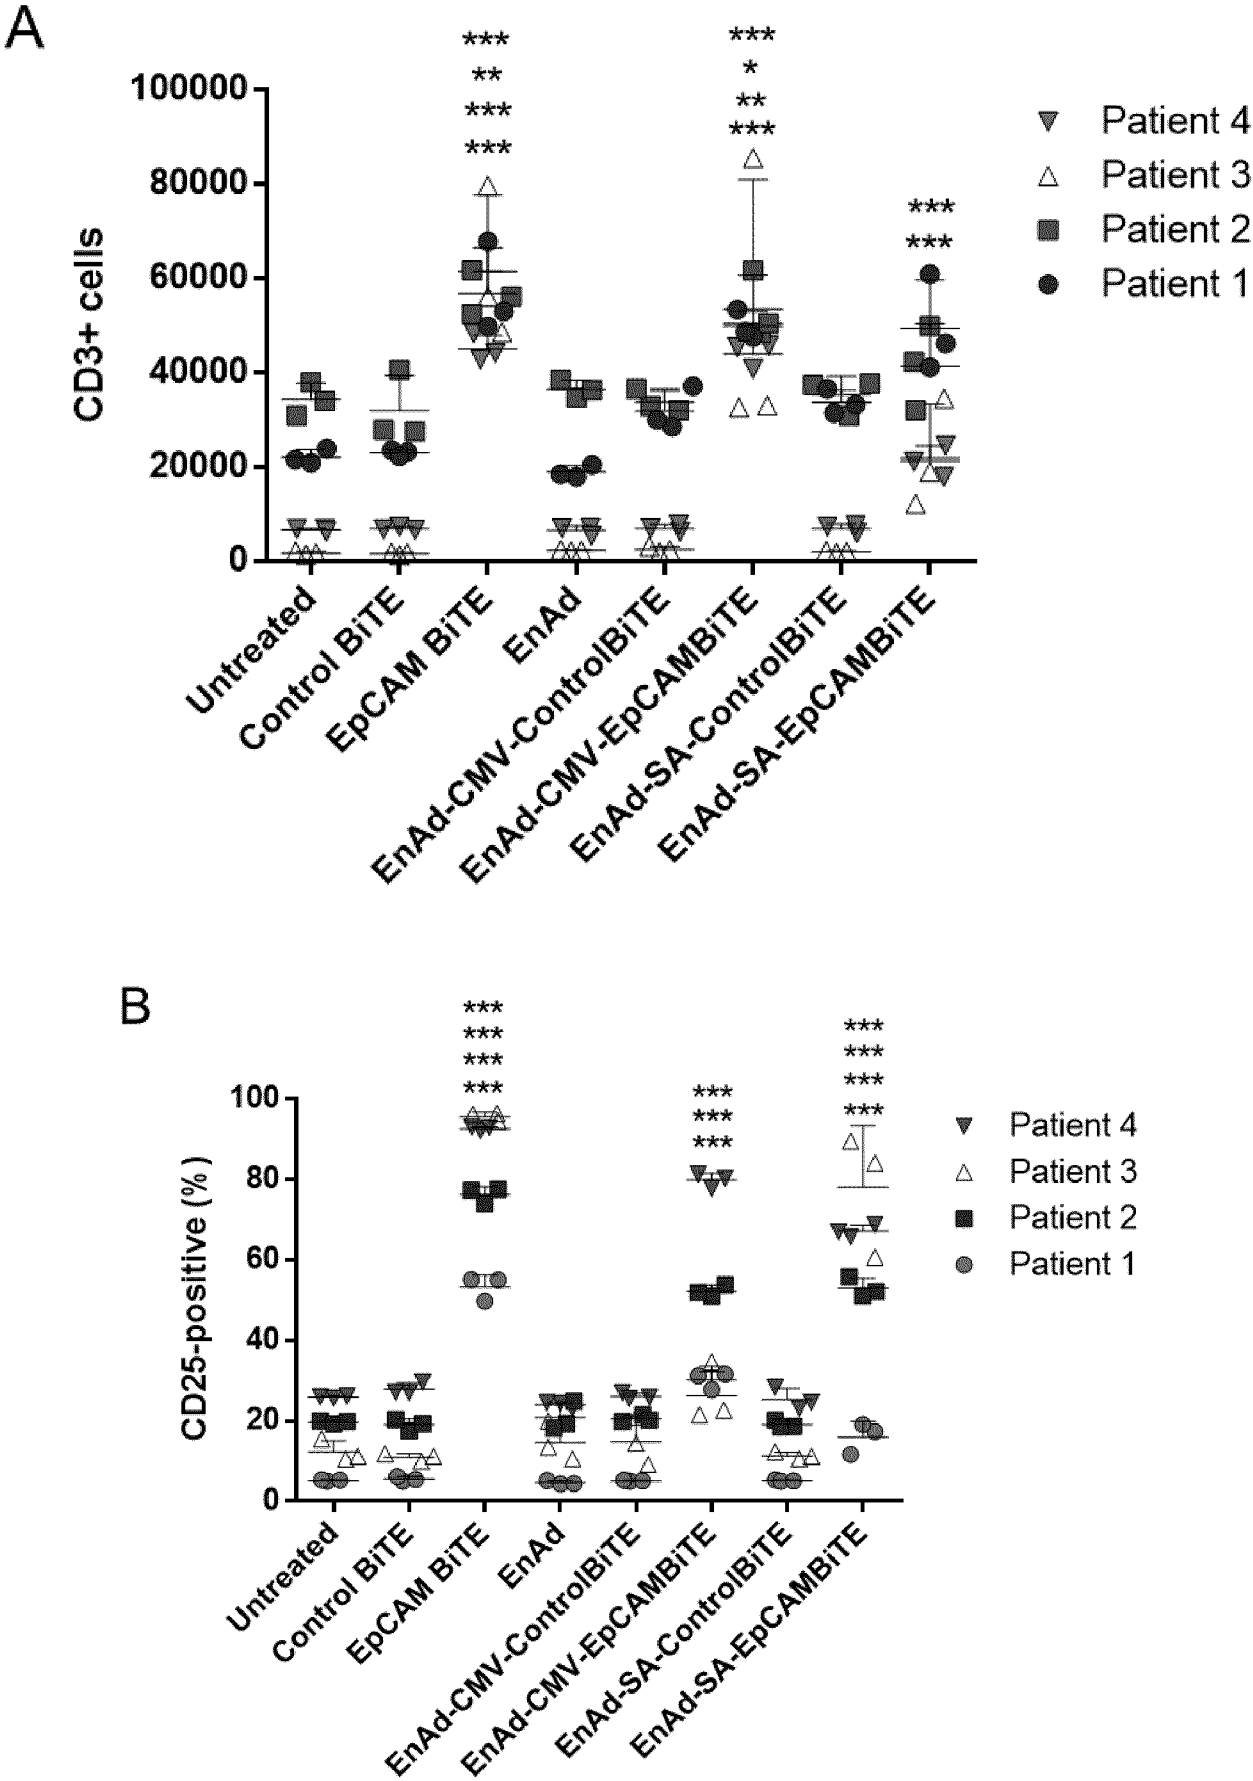 A
***
**
***
***
***
*
**
***
***
***
100000
80000
60000
40000
20000
0
CD3+ cells
Patient 4
Patient 3
Patient 2
Patient 1
Untreated
Control BiTE
EpCAM BiTE
EnAd
EnAd-CMV-ControlBiTE
EnAd-CMV-EpCAMBiTE
EnAd-SA-ControlBiTE
EnAd-SA-EpCAMBiTE
B
***
***
***
***
***
***
***
***
***
***
***
100
80
60
40
20
0
CD25-positive (%)
Patient 4
Patient 3
Patient 2
Patient 1
Untreated
Control BiTE
EpCAM BiTE
EnAd
EnAd-CMV-ControlBiTE
EnAd-CMV-EpCAMBiTE
EnAd-SA-ControlBiTE
EnAd-SA-EpCAMBiTE